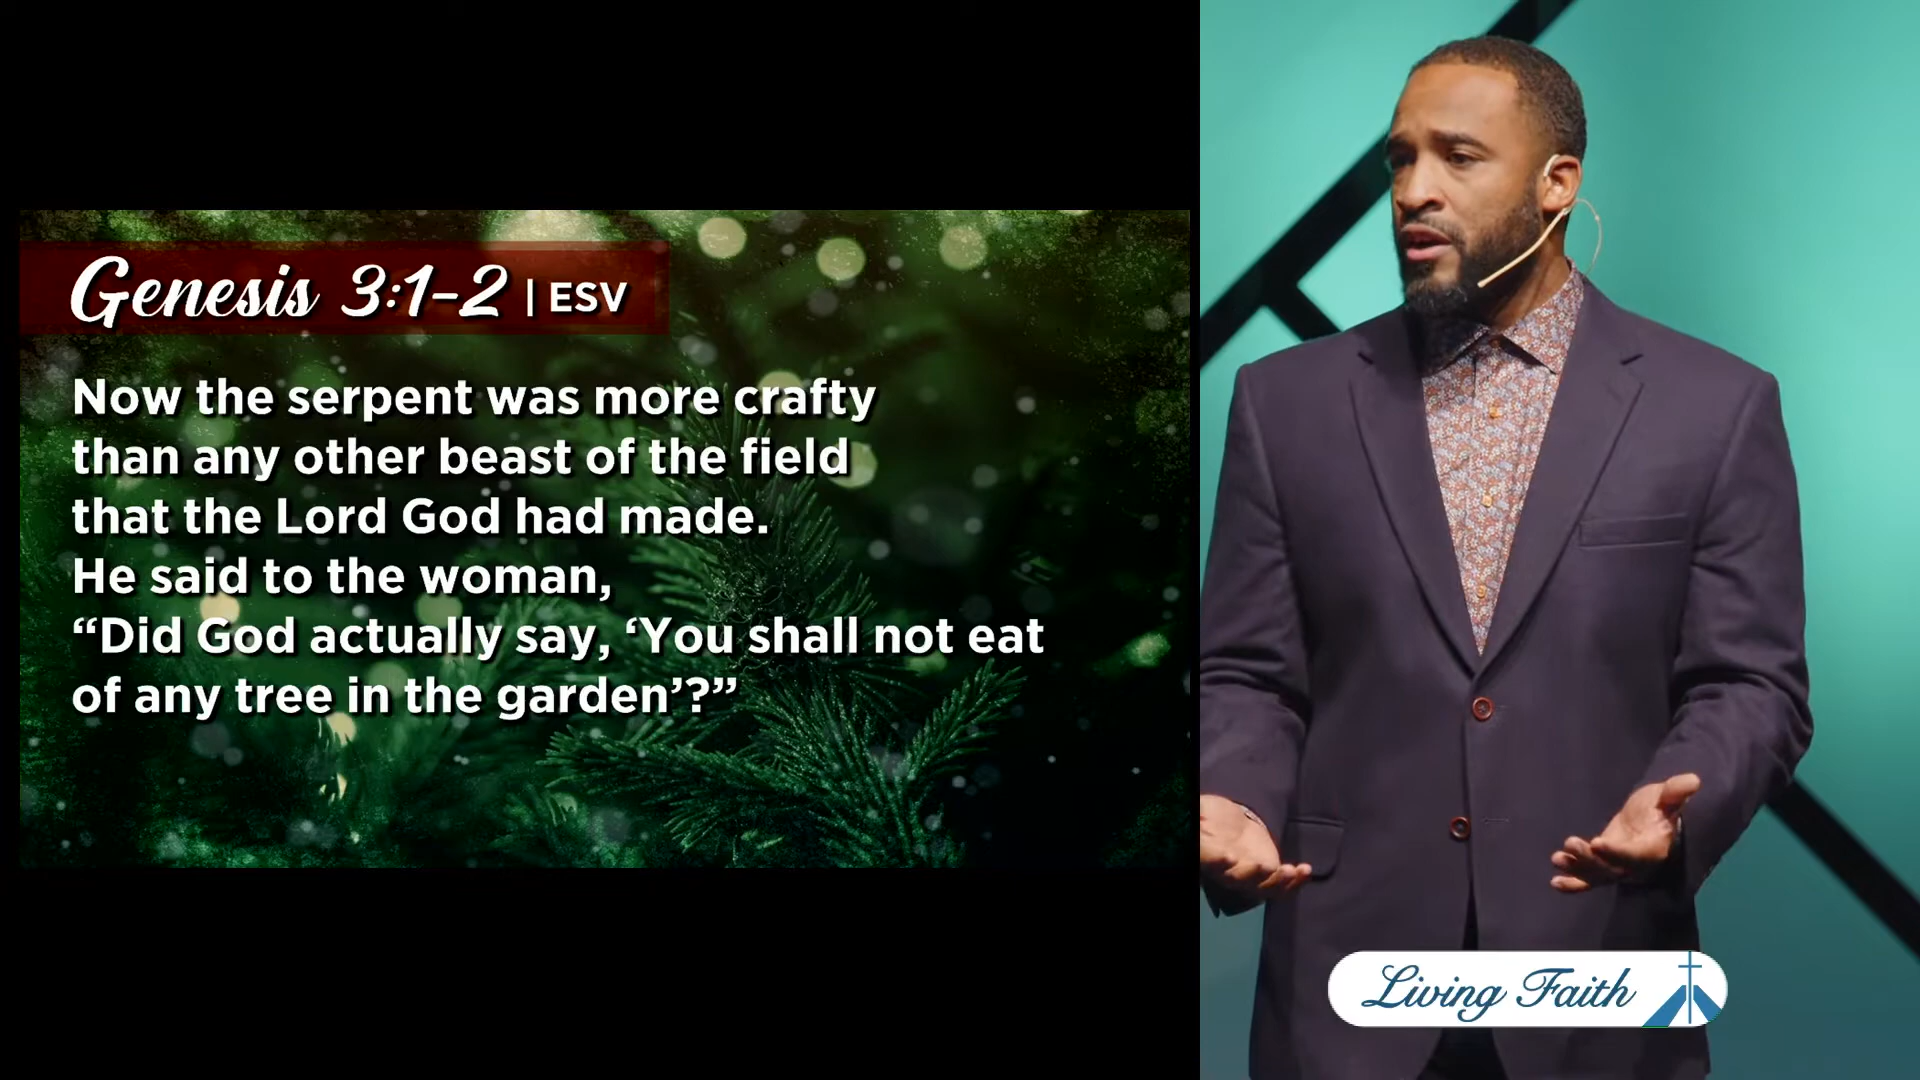 Genesis 3:1-2 | ESV
Now the serpent was more crafty
than any other beast of the field
that the Lord God had made.
He said to the woman,
“Did God actually say, ‘You shall not eat
of any tree in the garden’?”
Living Faith